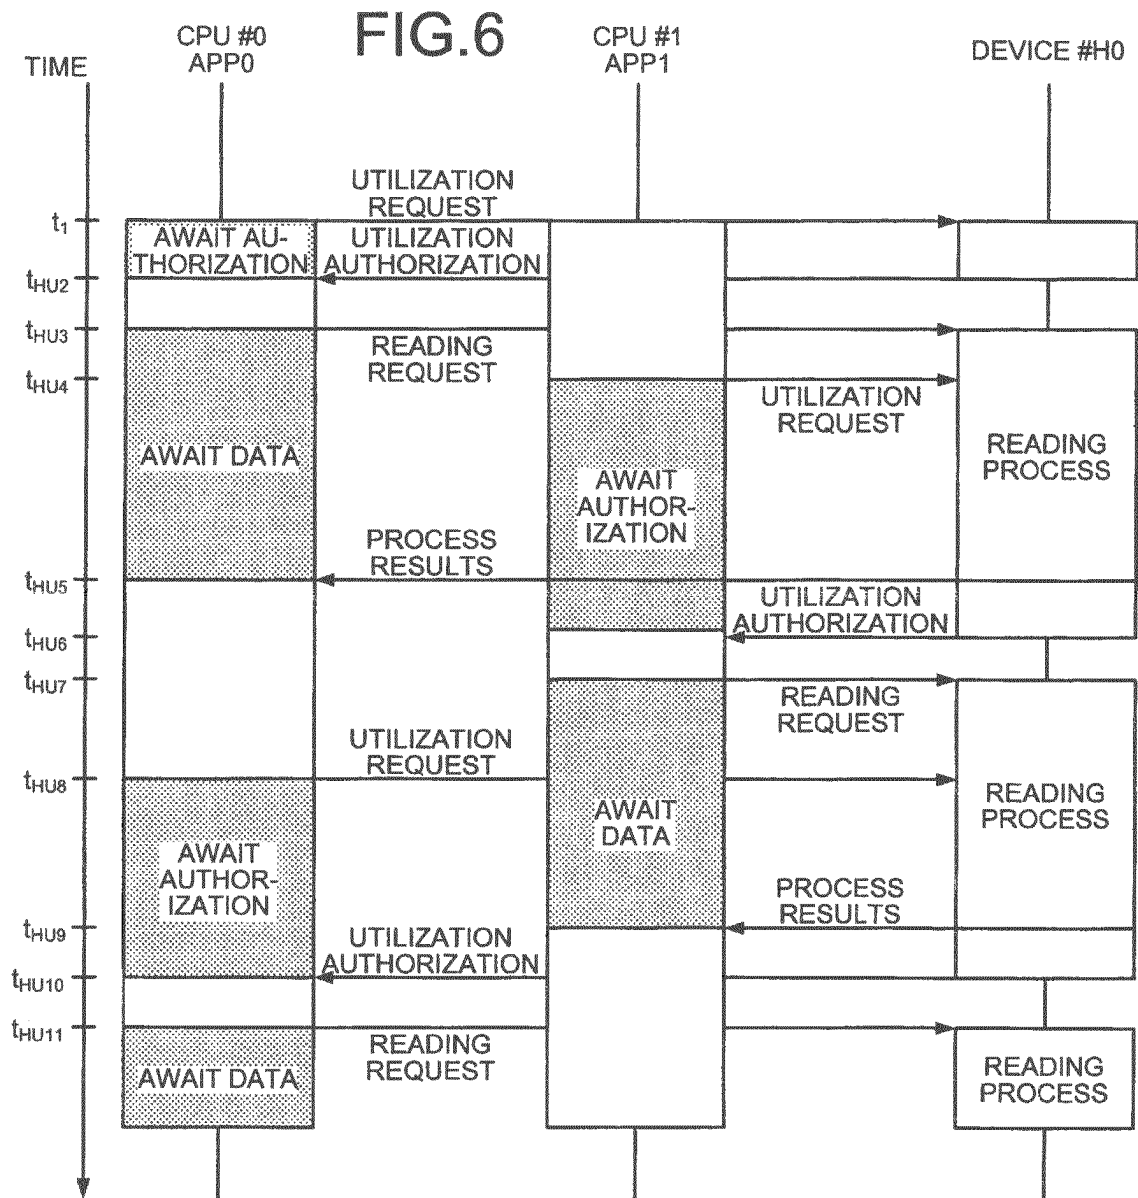 FIG.6
CPU #0
APP0
CPU #1
APP1
DEVICE #H0
TIME
UTILIZATION
REQUEST
t1
AWAIT AU-
THORIZATION
UTILIZATION
AUTHORIZATION
tHU2
tHU3
READING
REQUEST
tHU4
UTILIZATION
REQUEST
AWAIT DATA
READING
PROCESS
AWAIT
AUTHOR-
IZATION
PROCESS
RESULTS
tHU5
UTILIZATION
AUTHORIZATION
tHU6
tHU7
READING
REQUEST
UTILIZATION
REQUEST
tHU8
AWAIT
DATA
READING
PROCESS
AWAIT
AUTHOR-
IZATION
PROCESS
RESULTS
tHU9
UTILIZATION
AUTHORIZATION
tHU10
tHU11
READING
REQUEST
AWAIT DATA
READING
PROCESS